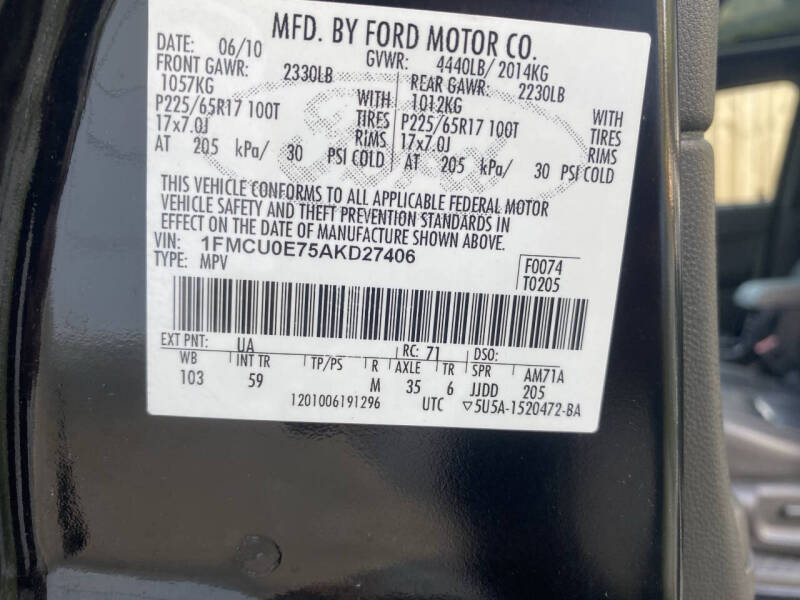 MFD. BY FORD MOTOR CO.
DATE: 06/10 GVWR: 4440LB/ 2014KG
FRONT GAWR: 2330LB REAR GAWR: 2230LB
1057KG WITH 1012KG WITH
P225/65R17 100T TIRES P225/65R17 100T TIRES
17x7.0J RIMS 17x7.0J RIMS
AT 205 kPa/ 30 PSI COLD AT 205 kPa/ 30 PSI COLD
THIS VEHICLE CONFORMS TO ALL APPLICABLE FEDERAL MOTOR
VEHICLE SAFETY AND THEFT PREVENTION STANDARDS IN
EFFECT ON THE DATE OF MANUFACTURE SHOWN ABOVE.
VIN: 1FMCU0E75AKD27406
TYPE: MPV F0074
T0205
EXT PNT: UA RC: 71 DSO:
WB INT TR TP/PS R AXLE TR SPR AM71A
103 59 M 35 6 JJDD 205
1201006191296 UTC ▽5U5A-1520472-BA